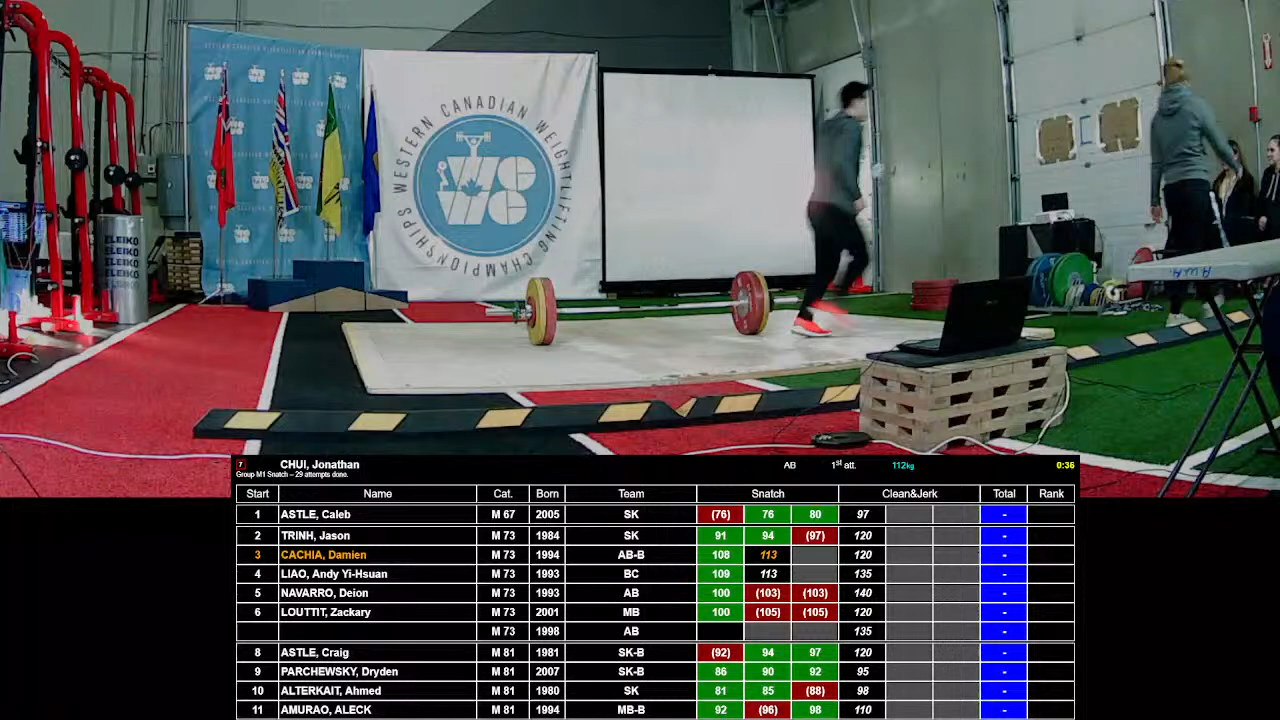 WESTERN CANADIAN WEIGHTLIFTING CHAMPIONSHIPS
WC
WC
ELEIKO
ELEIKO
ELEIKO
ELEIKO
7 CHUI, Jonathan AB 1st att. 112kg 0:36
Group M1 Snatch – 29 attempts done.
Start Name Cat. Born Team Snatch Clean&Jerk Total Rank
1 ASTLE, Caleb M 67 2005 SK (76) 76 80 97 -
2 TRINH, Jason M 73 1984 SK 91 94 (97) 120 -
3 CACHIA, Damien M 73 1994 AB-B 108 113 120 -
4 LIAO, Andy Yi-Hsuan M 73 1993 BC 109 113 135 -
5 NAVARRO, Deion M 73 1993 AB 100 (103) (103) 140 -
6 LOUTTIT, Zackary M 73 2001 MB 100 (105) (105) 120 -
M 73 1998 AB 135 -
8 ASTLE, Craig M 81 1981 SK-B (92) 94 97 120 -
9 PARCHEWSKY, Dryden M 81 2007 SK-B 86 90 92 95 -
10 ALTERKAIT, Ahmed M 81 1980 SK 81 85 (88) 98 -
11 AMURAO, ALECK M 81 1994 MB-B 92 (96) 98 110 -